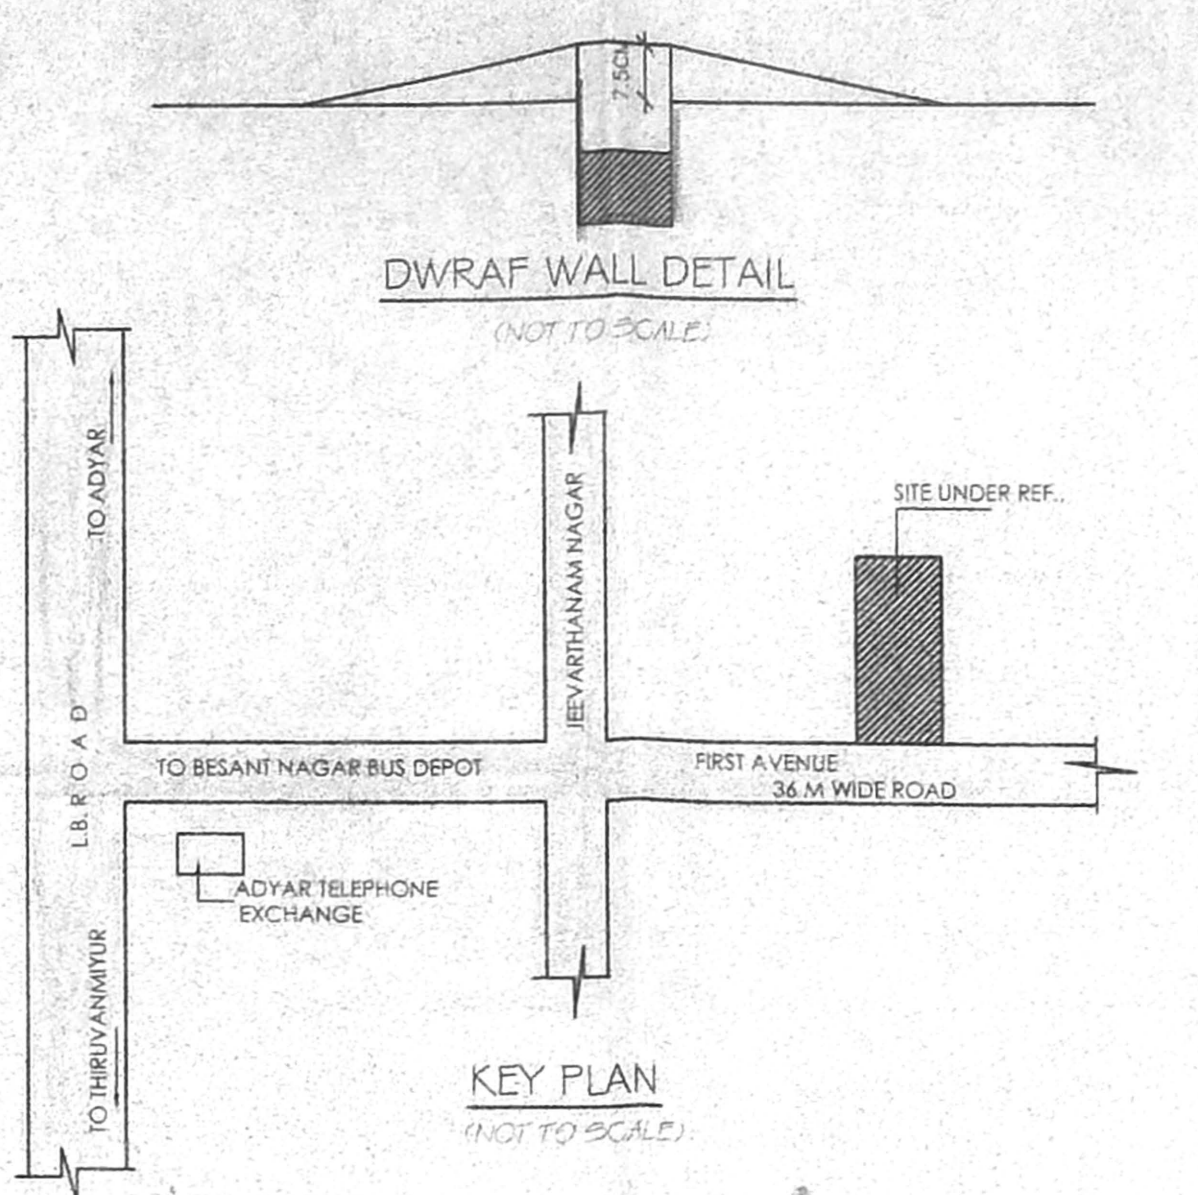 7.5CM
DWRAF WALL DETAIL
(NOT TO SCALE)
TO ADYAR
L.B. ROAD
TO THIRUVANMIYUR
JEEVARTHANAM NAGAR
SITE UNDER REF..
TO BESANT NAGAR BUS DEPOT
FIRST AVENUE
36 M WIDE ROAD
ADYAR TELEPHONE
EXCHANGE
KEY PLAN
(NOT TO SCALE)